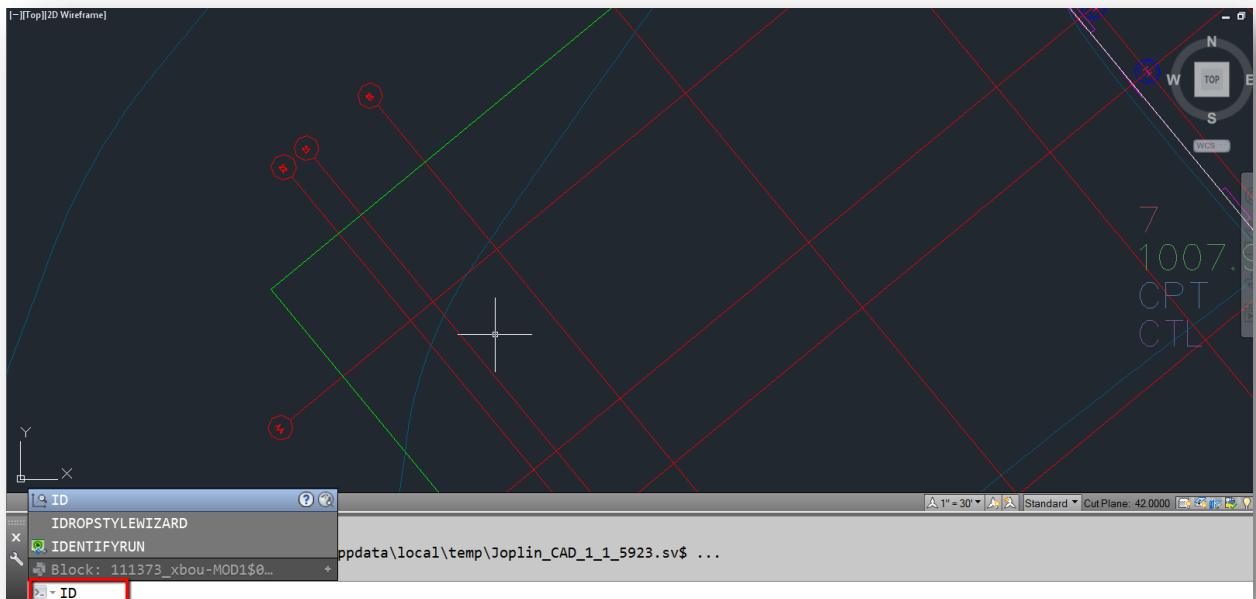 [−][Top][2D Wireframe]
N
W
TOP
E
S
WCS
7
1007.9
CPT
CTL
Y
X
ID
1" = 30'
Standard
Cut Plane: 42.0000
IDROPSTYLEWIZARD
IDENTIFYRUN
ppdata\local\temp\Joplin_CAD_1_1_5923.sv$ ...
Block: 111373_xbou-MOD1$0...
+
ID